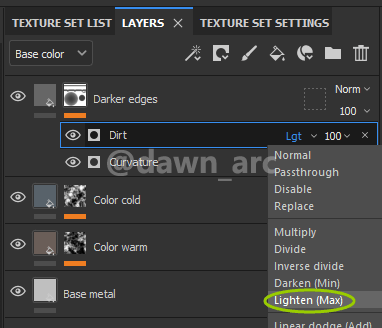 TEXTURE SET LIST LAYERS × TEXTURE SET SETTINGS
Base color
Darker edges Norm
100
Dirt Lgt 100 ×
Curvature
@dawn_arc
Normal
Passthrough
Disable
Replace
Color cold
Multiply
Divide
Color warm
Inverse divide
Darken (Min)
Base metal
Lighten (Max)
Linear dodge (Add)